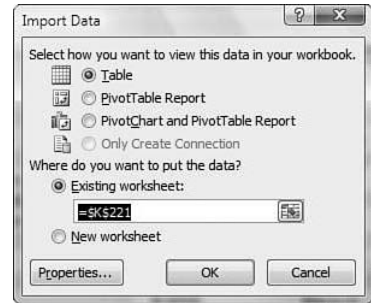 Import Data
Select how you want to view this data in your workbook.
Table
PivotTable Report
PivotChart and PivotTable Report
Only Create Connection
Where do you want to put the data?
Existing worksheet:
=$K$221
New worksheet
Properties...
OK
Cancel